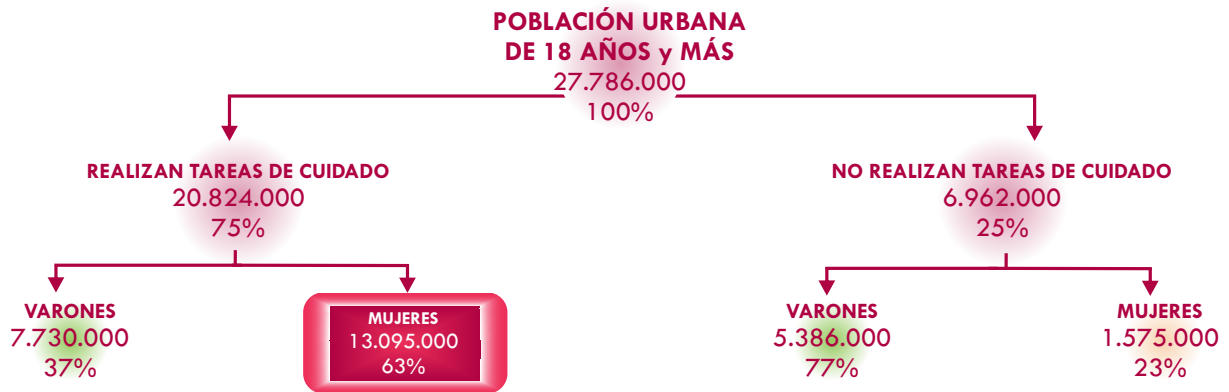 POBLACIÓN URBANA
DE 18 AÑOS y MÁS
27.786.000
100%
REALIZAN TAREAS DE CUIDADO
20.824.000
75%
NO REALIZAN TAREAS DE CUIDADO
6.962.000
25%
VARONES
7.730.000
37%
MUJERES
13.095.000
63%
VARONES
5.386.000
77%
MUJERES
1.575.000
23%